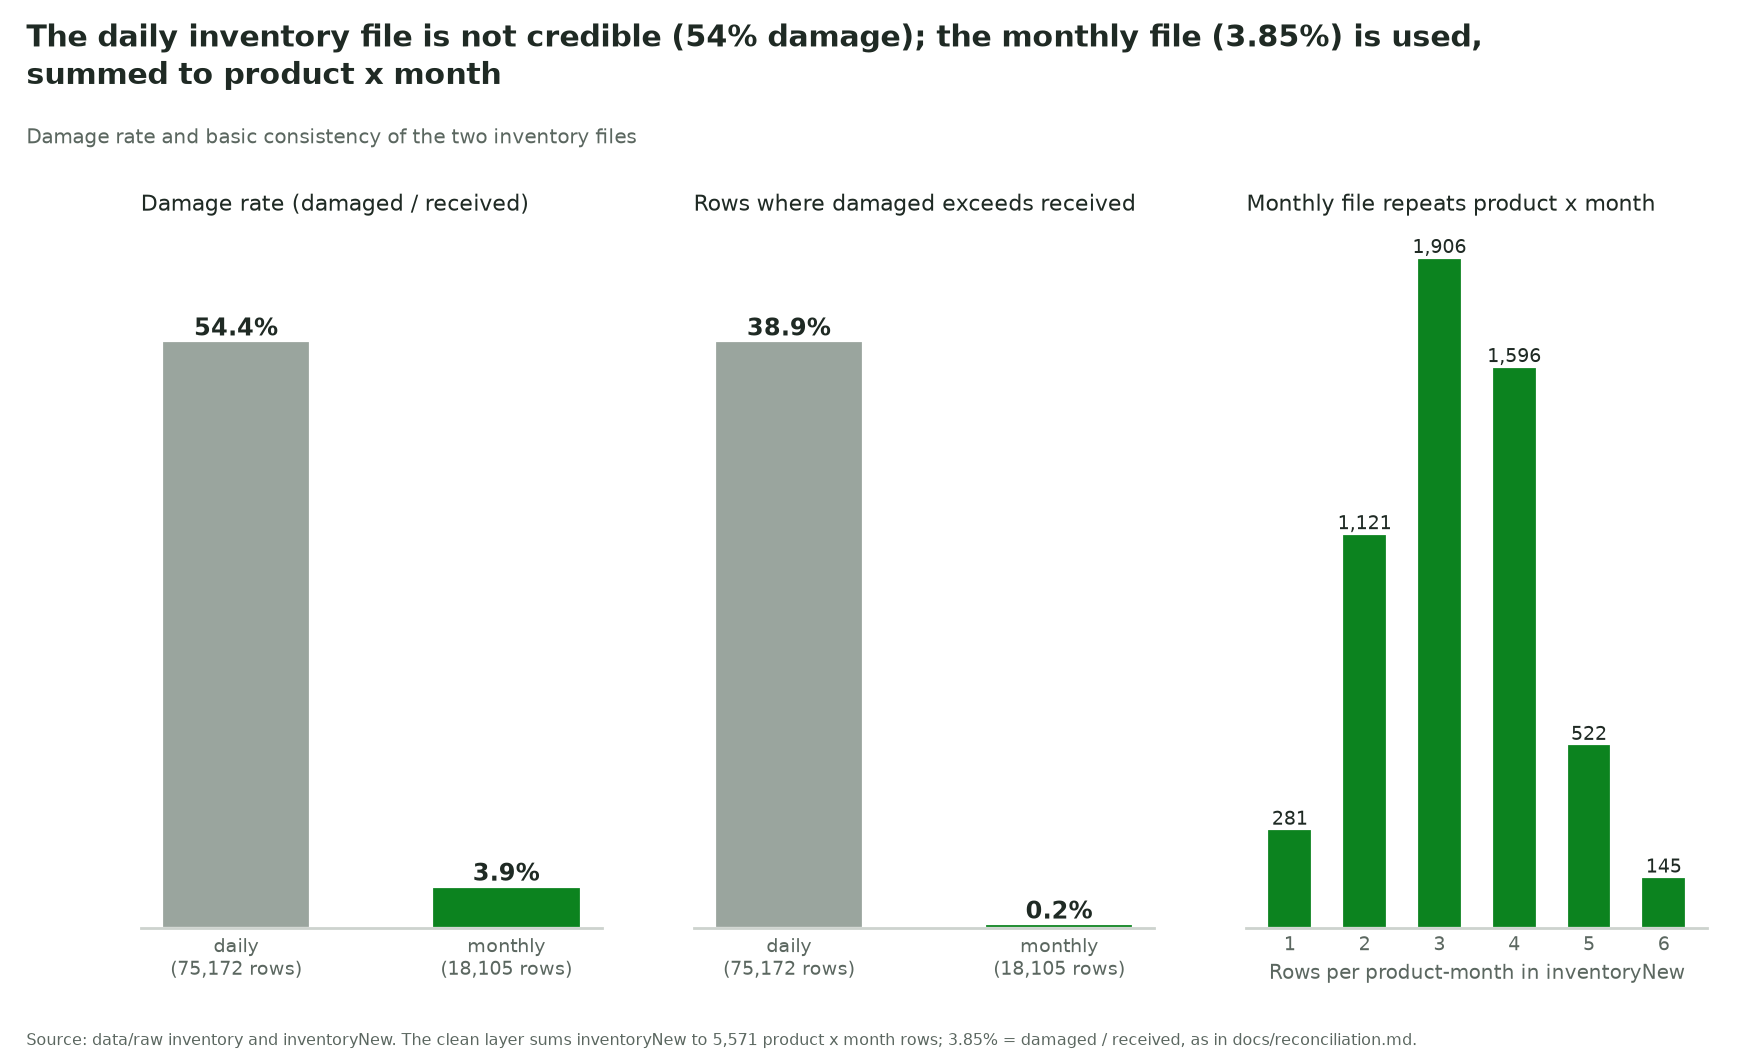 The daily inventory file is not credible (54% damage); the monthly file (3.85%) is used,
summed to product x month
Damage rate and basic consistency of the two inventory files
Damage rate (damaged / received)
54.4%
3.9%
daily
(75,172 rows)
monthly
(18,105 rows)
Rows where damaged exceeds received
38.9%
0.2%
daily
(75,172 rows)
monthly
(18,105 rows)
Monthly file repeats product x month
281
1,121
1,906
1,596
522
145
1 2 3 4 5 6
Rows per product-month in inventoryNew
Source: data/raw inventory and inventoryNew. The clean layer sums inventoryNew to 5,571 product x month rows; 3.85% = damaged / received, as in docs/reconciliation.md.